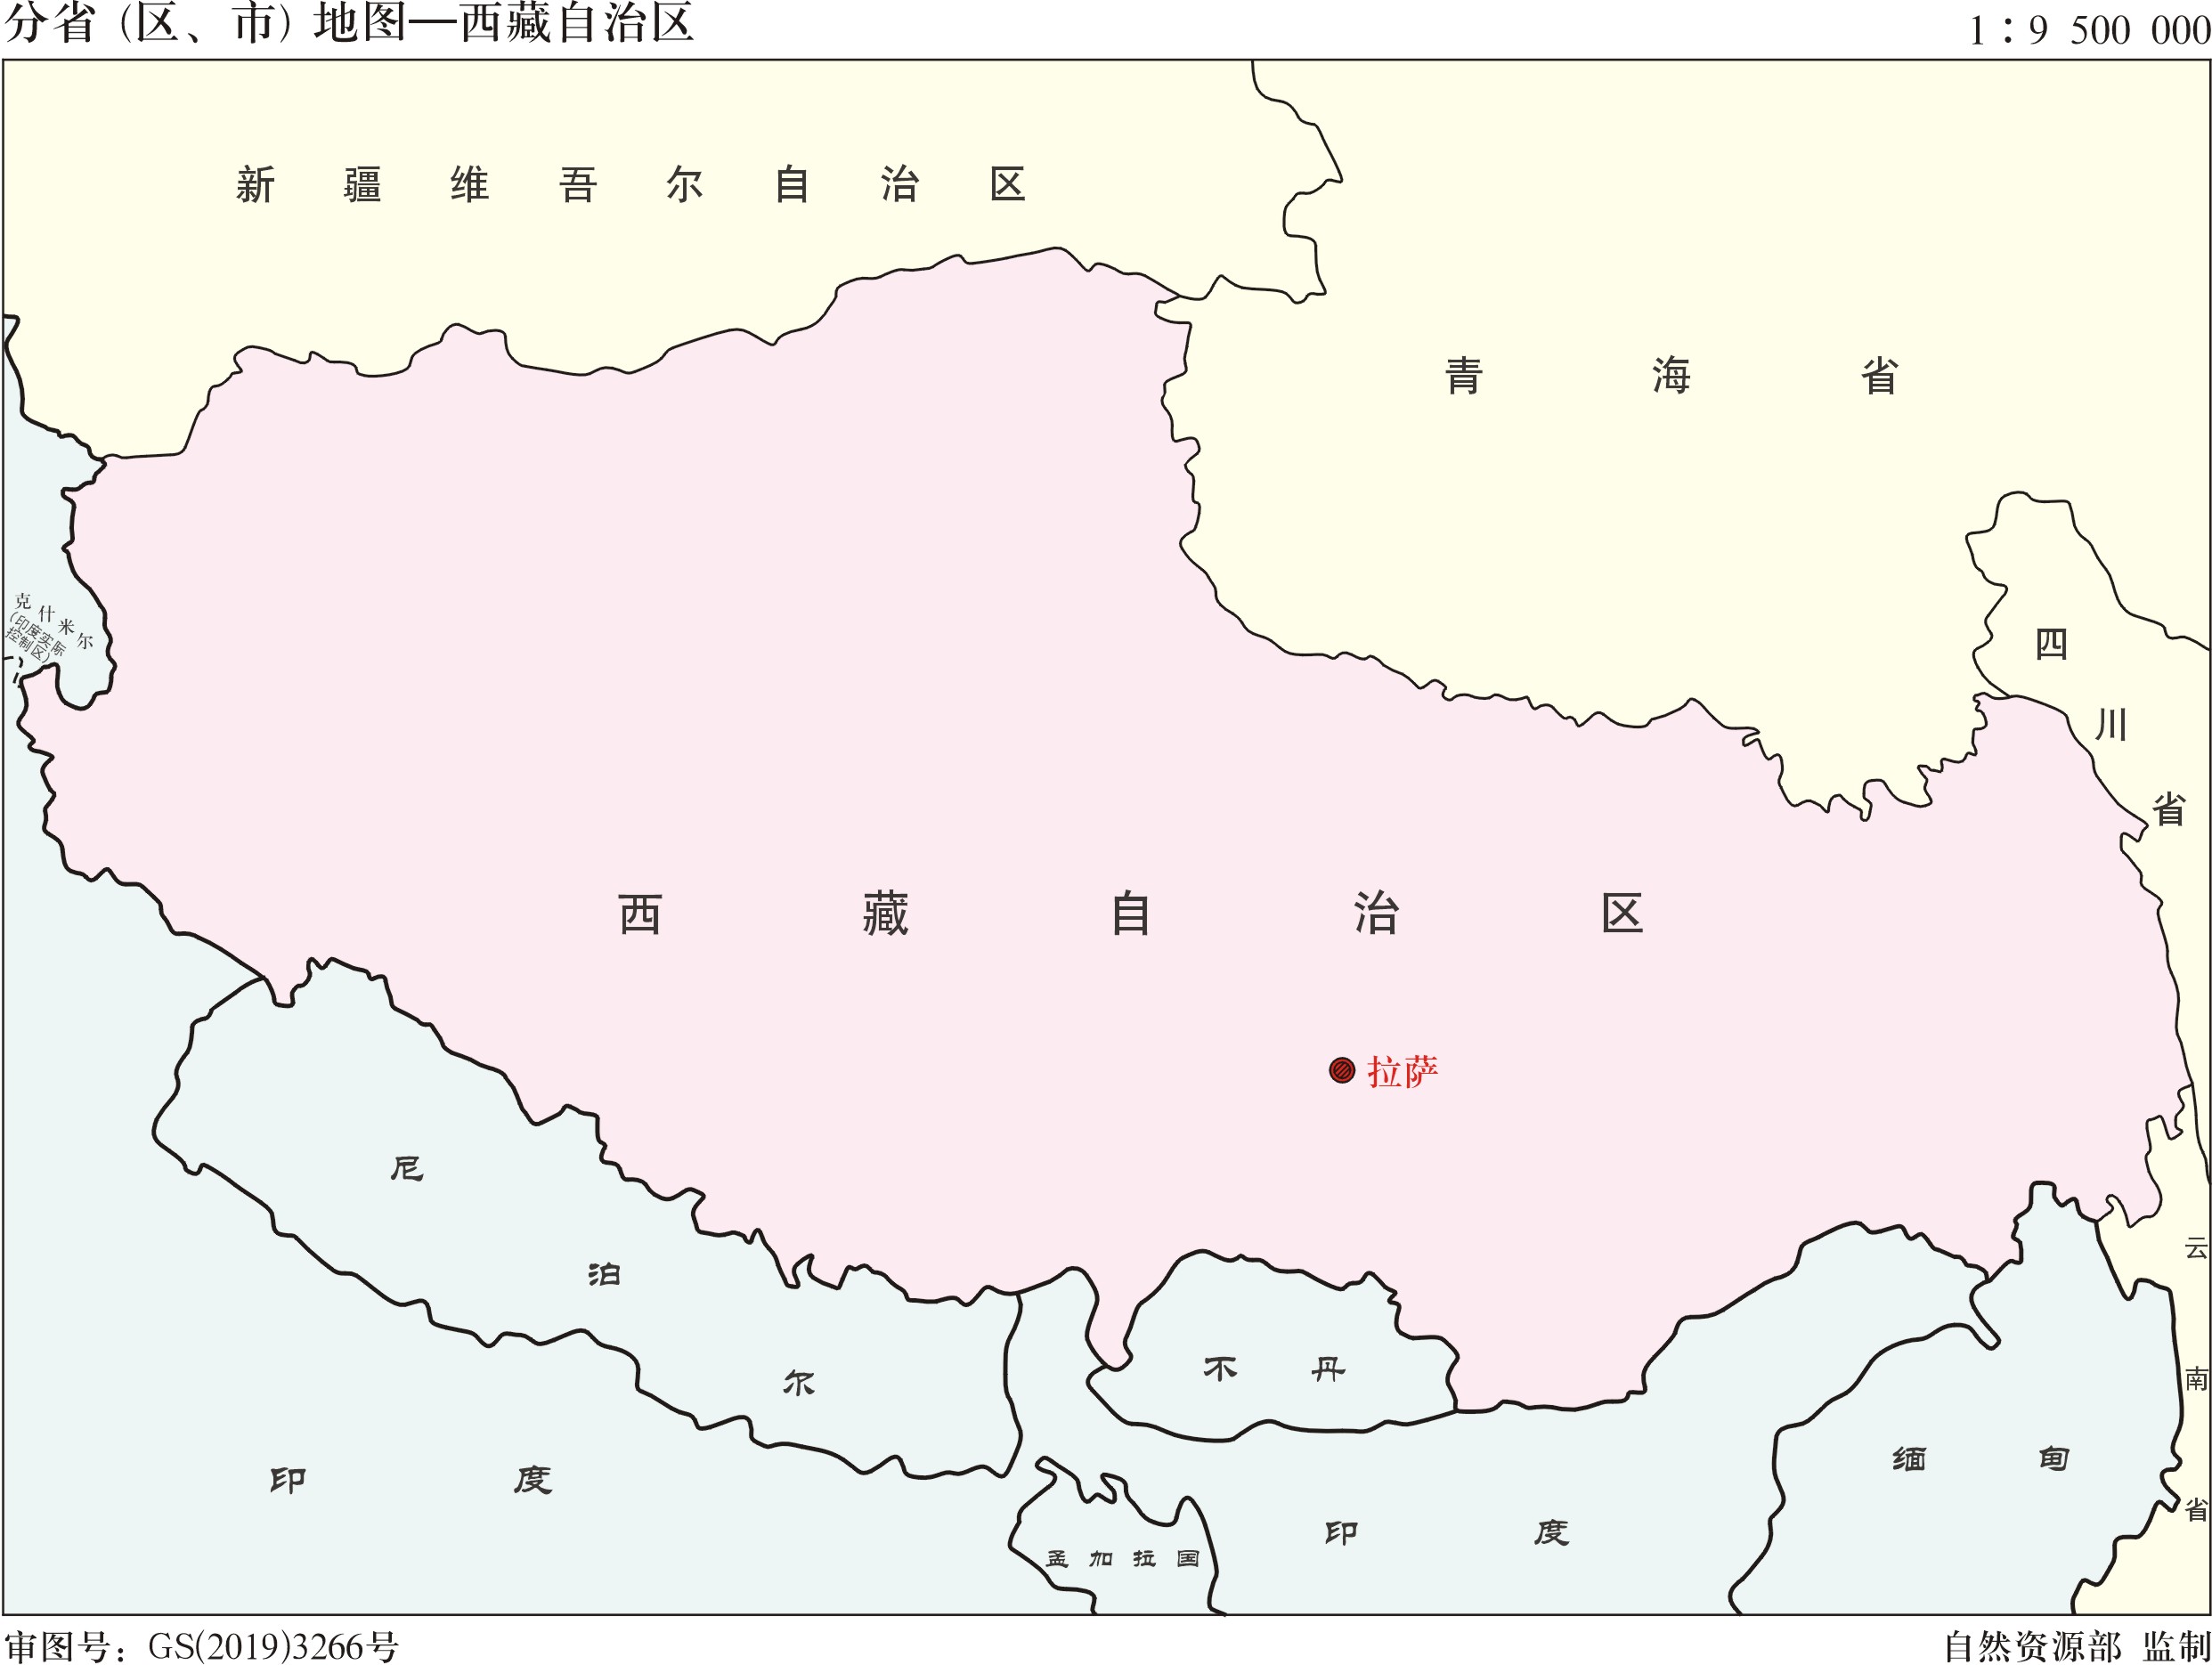 分省（区、市）地图—西藏自治区
1：9 500 000
新疆维吾尔自治区
青海省
四川省
克什米尔
（印度实际
控制区）
西藏自治区
拉萨
尼泊尔
不丹
印度
缅甸
云南省
印度
孟加拉国
审图号：GS(2019)3266号
自然资源部 监制